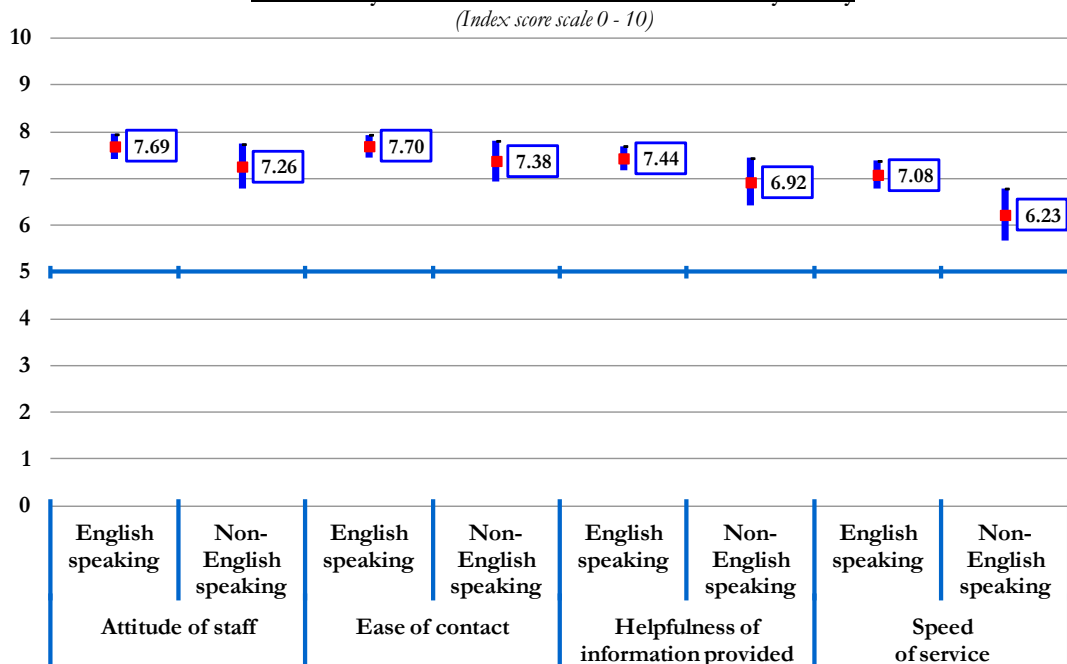 (Index score scale 0 - 10)
10
9
8
7
6
5
4
3
2
1
0
7.69
7.26
7.70
7.38
7.44
6.92
7.08
6.23
English
speaking
Non-
English
speaking
English
speaking
Non-
English
speaking
English
speaking
Non-
English
speaking
English
speaking
Non-
English
speaking
Attitude of staff
Ease of contact
Helpfulness of
information provided
Speed
of service